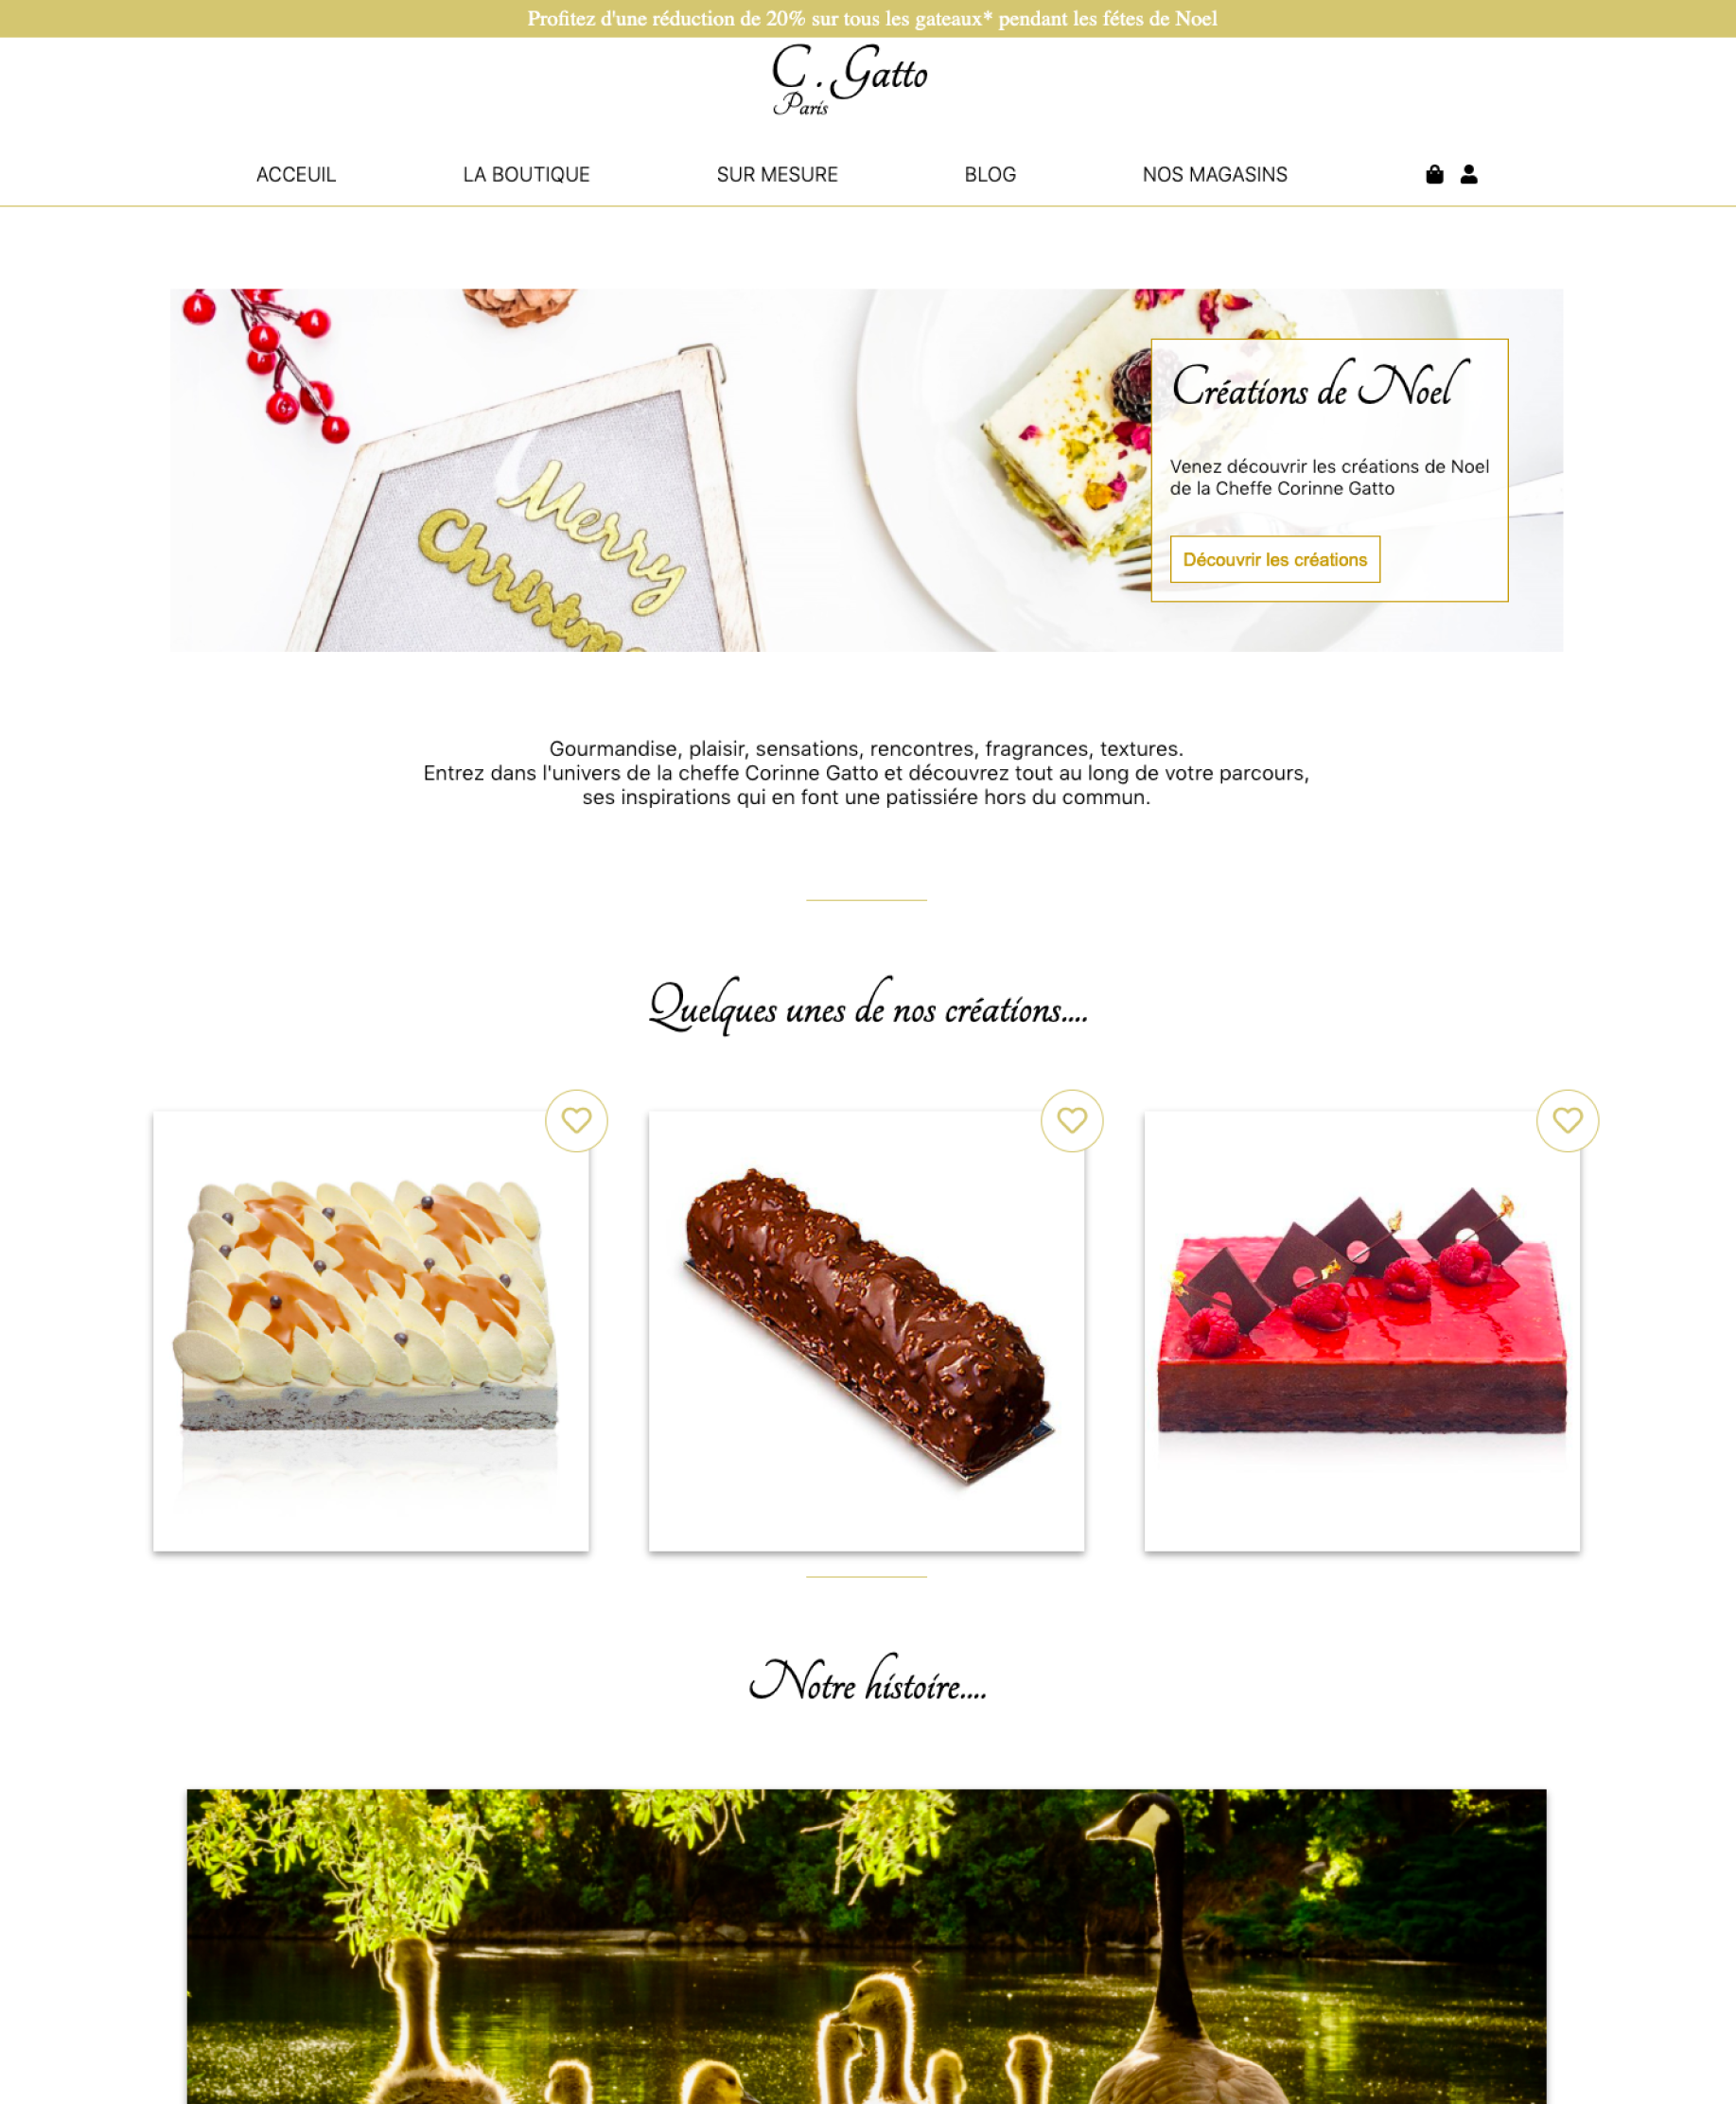 Profitez d'une réduction de 20% sur tous les gateaux* pendant les fétes de Noel
C . Gatto
Paris
ACCEUIL LA BOUTIQUE SUR MESURE BLOG NOS MAGASINS
Merry
Christm
Créations de Noel
Venez découvrir les créations de Noel
de la Cheffe Corinne Gatto
Découvrir les créations
Gourmandise, plaisir, sensations, rencontres, fragrances, textures.
Entrez dans l'univers de la cheffe Corinne Gatto et découvrez tout au long de votre parcours,
ses inspirations qui en font une patissiére hors du commun.
Quelques unes de nos créations....
Notre histoire....